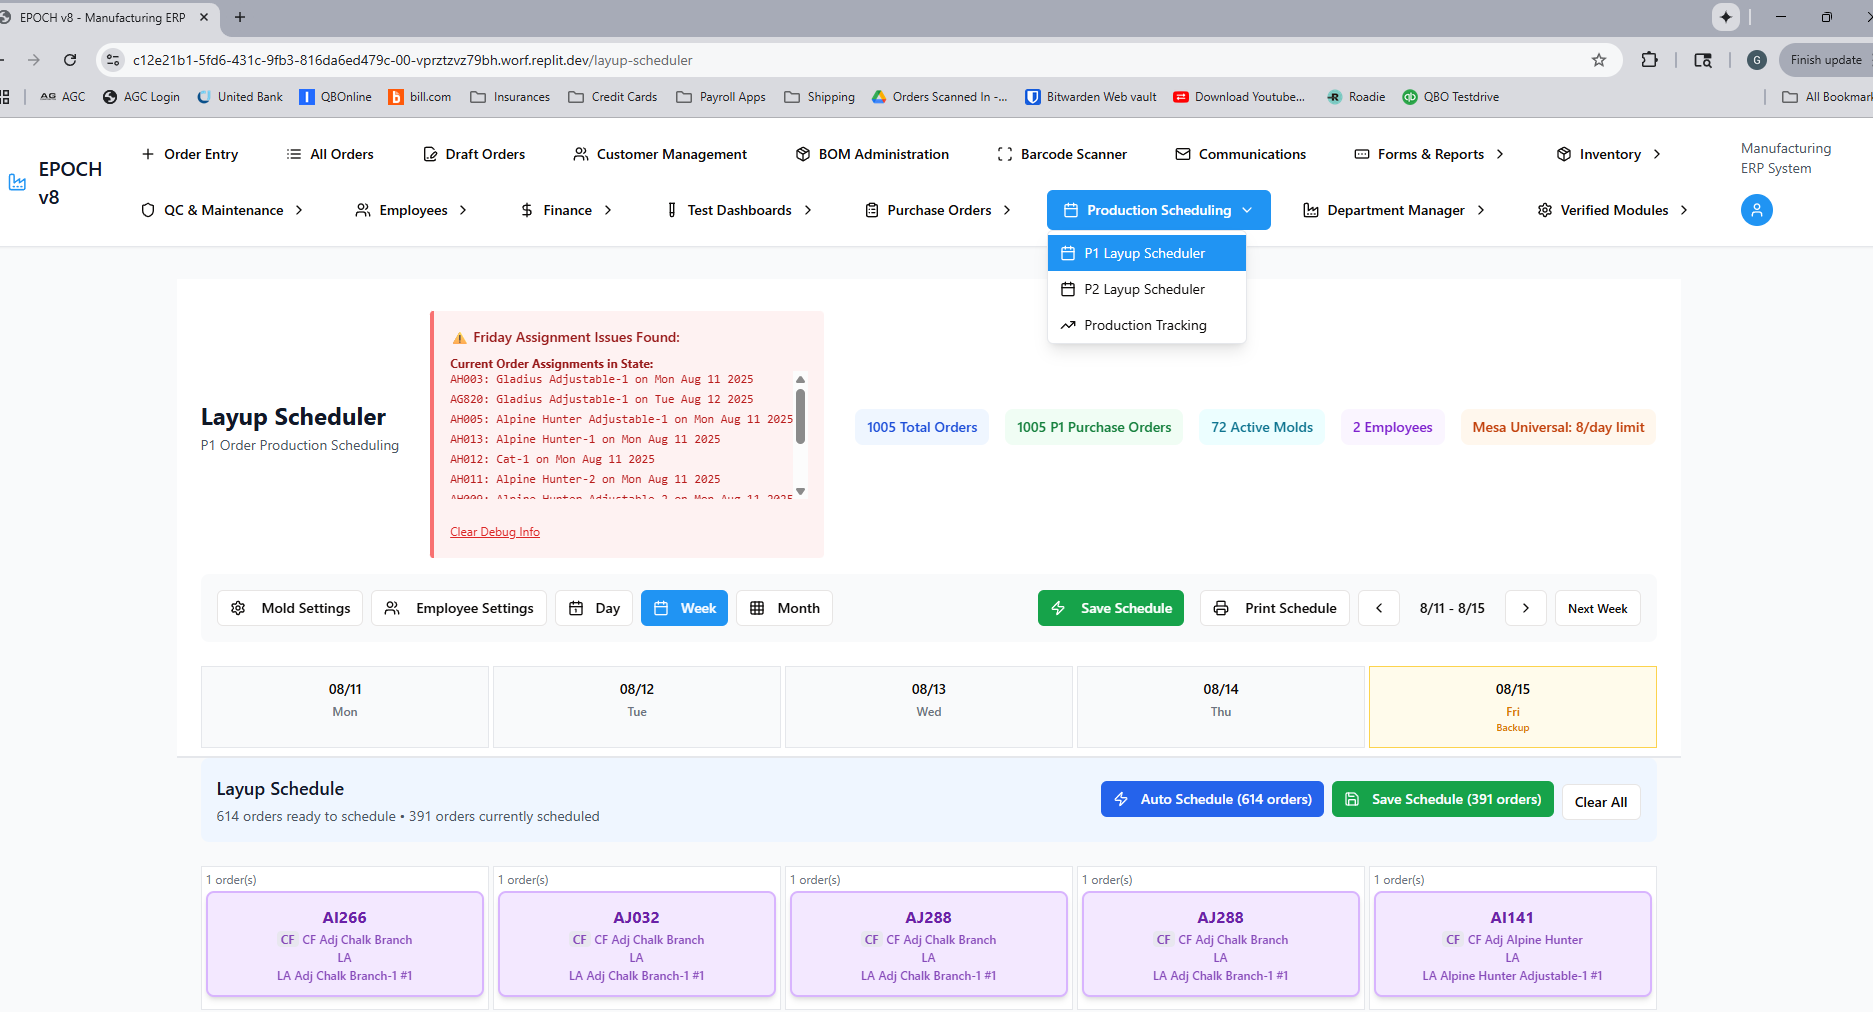 EPOCH v8 - Manufacturing ERP
c12e21b1-5fd6-431c-9fb3-816da6ed479c-00-vprztzvz79bh.worf.replit.dev/layup-scheduler
G
Finish update
AG AGC
AGC Login
United Bank
QBOnline
bill.com
Insurances
Credit Cards
Payroll Apps
Shipping
Orders Scanned In -...
Bitwarden Web vault
Download Youtube...
Roadie
QBO Testdrive
All Bookmark
EPOCH
v8
Order Entry
All Orders
Draft Orders
Customer Management
BOM Administration
Barcode Scanner
Communications
Forms & Reports
Inventory
Manufacturing
ERP System
QC & Maintenance
Employees
Finance
Test Dashboards
Purchase Orders
Production Scheduling
Department Manager
Verified Modules
P1 Layup Scheduler
P2 Layup Scheduler
Production Tracking
Layup Scheduler
P1 Order Production Scheduling
Friday Assignment Issues Found:
Current Order Assignments in State:
AH003: Gladius Adjustable-1 on Mon Aug 11 2025
AG820: Gladius Adjustable-1 on Tue Aug 12 2025
AH005: Alpine Hunter Adjustable-1 on Mon Aug 11 2025
AH013: Alpine Hunter-1 on Mon Aug 11 2025
AH012: Cat-1 on Mon Aug 11 2025
AH011: Alpine Hunter-2 on Mon Aug 11 2025
AH009: Alpine Hunter Adjustable-2 on Mon Aug 11 2025
Clear Debug Info
1005 Total Orders
1005 P1 Purchase Orders
72 Active Molds
2 Employees
Mesa Universal: 8/day limit
Mold Settings
Employee Settings
Day
Week
Month
Save Schedule
Print Schedule
8/11 - 8/15
Next Week
08/11
Mon
08/12
Tue
08/13
Wed
08/14
Thu
08/15
Fri
Backup
Layup Schedule
614 orders ready to schedule • 391 orders currently scheduled
Auto Schedule (614 orders)
Save Schedule (391 orders)
Clear All
1 order(s)
AI266
CF CF Adj Chalk Branch
LA
LA Adj Chalk Branch-1 #1
1 order(s)
AJ032
CF CF Adj Chalk Branch
LA
LA Adj Chalk Branch-1 #1
1 order(s)
AJ288
CF CF Adj Chalk Branch
LA
LA Adj Chalk Branch-1 #1
1 order(s)
AJ288
CF CF Adj Chalk Branch
LA
LA Adj Chalk Branch-1 #1
1 order(s)
AI141
CF CF Adj Alpine Hunter
LA
LA Alpine Hunter Adjustable-1 #1